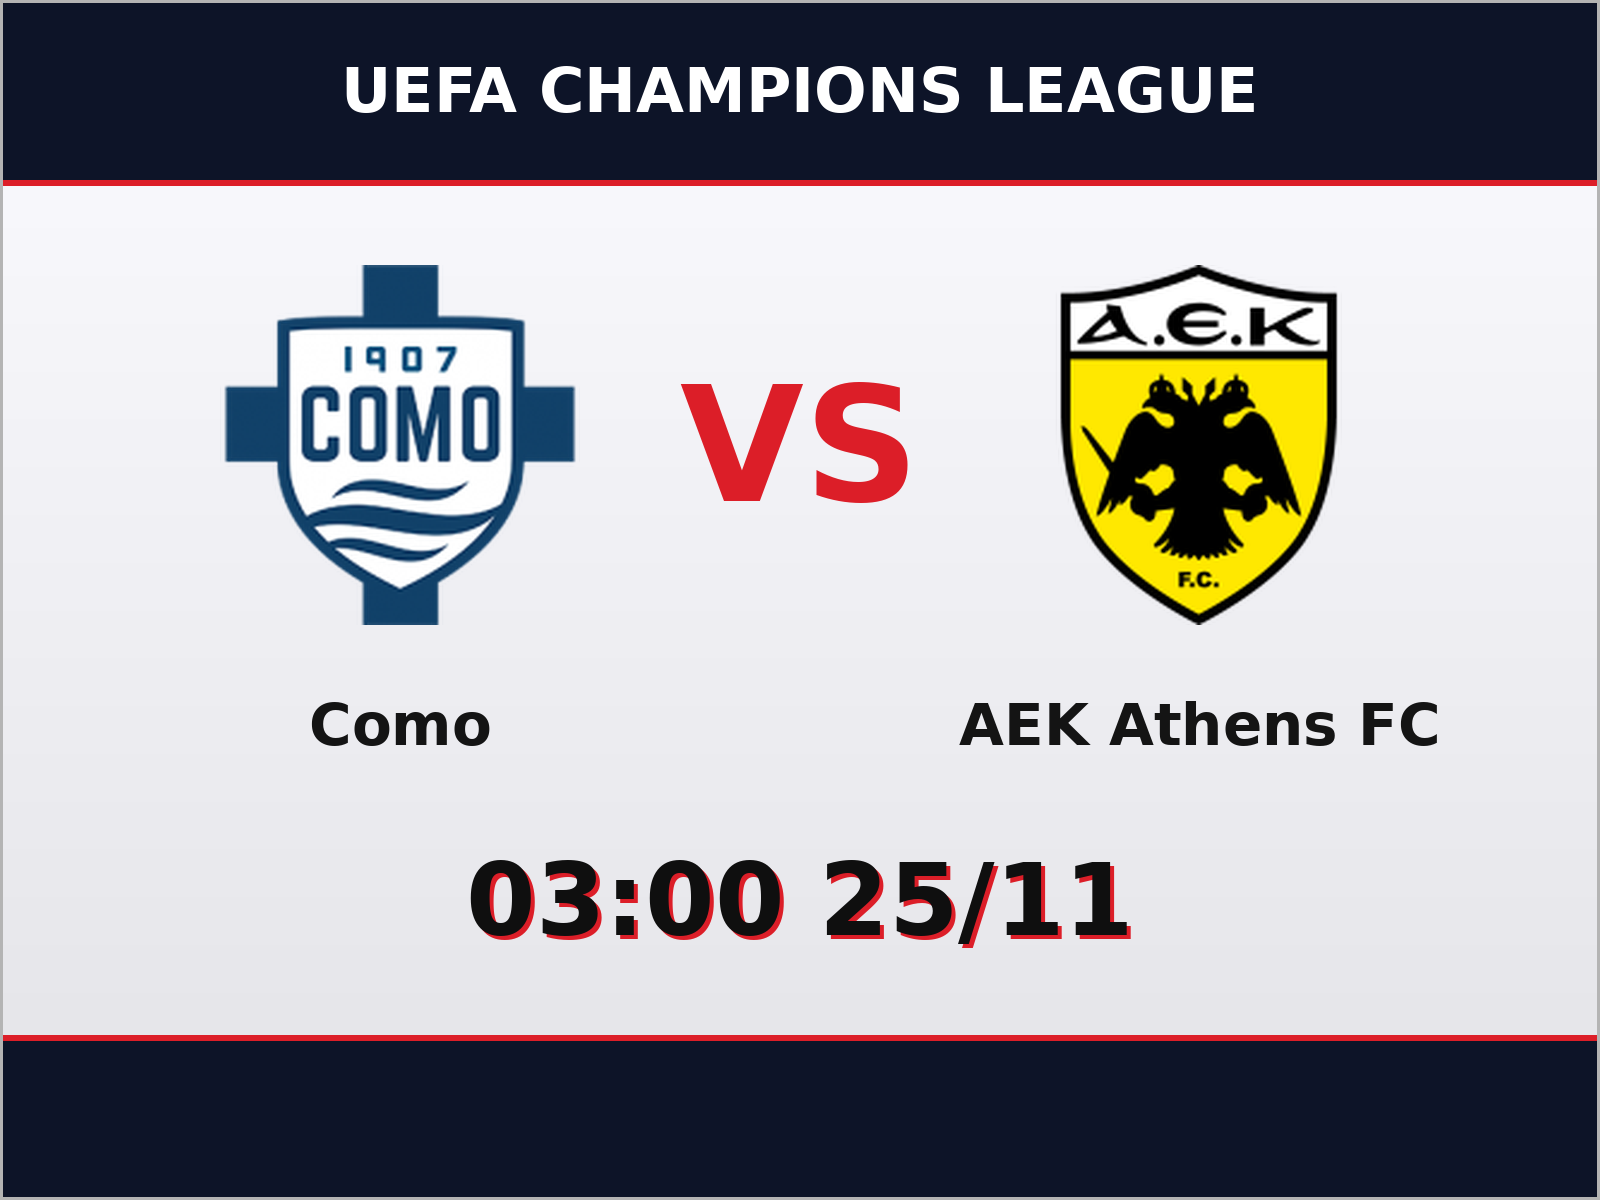 UEFA CHAMPIONS LEAGUE
1907
COMO
VS
A.E.K
F.C.
Como
AEK Athens FC
03:00 25/11